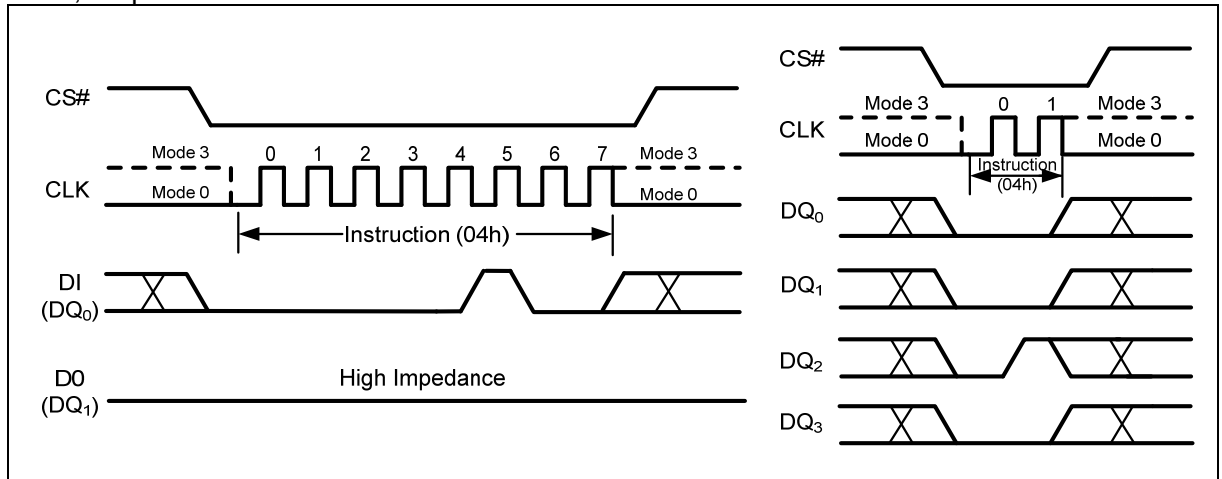 CS#
Mode 3
0 1 2 3 4 5 6 7
Mode 3
CLK
Mode 0
Mode 0
Instruction (04h)
DI
(DQ0)
D0
(DQ1)
High Impedance
CS#
Mode 3
0 1
Mode 3
CLK
Mode 0
Mode 0
Instruction
(04h)
DQ0
DQ1
DQ2
DQ3